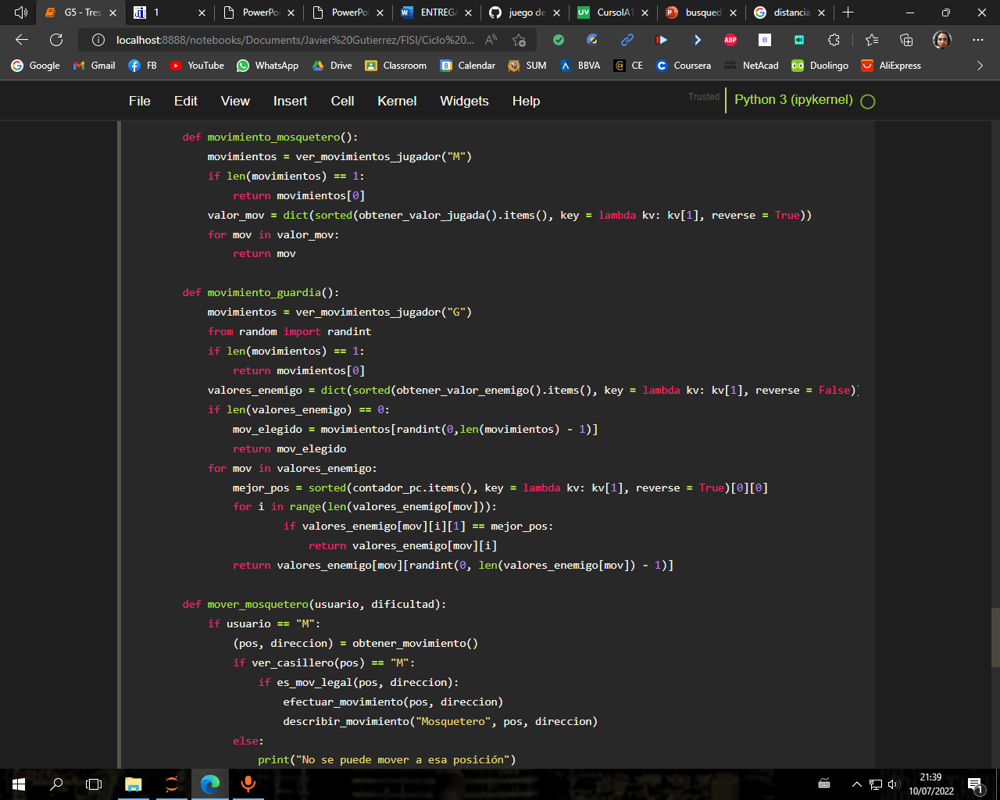 G5 - Tres
1
PowerPoi
PowerPoi
ENTREGA
juego de
CursoIA1
busqued
distancia
localhost:8888/notebooks/Documents/Javier%20Gutierrez/FISI/Ciclo%20...
Google
Gmail
FB
YouTube
WhatsApp
Drive
Classroom
Calendar
SUM
BBVA
CE
Coursera
NetAcad
Duolingo
AliExpress
File Edit View Insert Cell Kernel Widgets Help
Trusted
Python 3 (ipykernel)
def movimiento_mosquetero():
    movimientos = ver_movimientos_jugador("M")
    if len(movimientos) == 1:
        return movimientos[0]
    valor_mov = dict(sorted(obtener_valor_jugada().items(), key = lambda kv: kv[1], reverse = True))
    for mov in valor_mov:
        return mov
def movimiento_guardia():
    movimientos = ver_movimientos_jugador("G")
    from random import randint
    if len(movimientos) == 1:
        return movimientos[0]
    valores_enemigo = dict(sorted(obtener_valor_enemigo().items(), key = lambda kv: kv[1], reverse = False))
    if len(valores_enemigo) == 0:
        mov_elegido = movimientos[randint(0,len(movimientos) - 1)]
        return mov_elegido
    for mov in valores_enemigo:
        mejor_pos = sorted(contador_pc.items(), key = lambda kv: kv[1], reverse = True)[0][0]
        for i in range(len(valores_enemigo[mov])):
                if valores_enemigo[mov][i][1] == mejor_pos:
                    return valores_enemigo[mov][i]
        return valores_enemigo[mov][randint(0, len(valores_enemigo[mov]) - 1)]
def mover_mosquetero(usuario, dificultad):
    if usuario == "M":
        (pos, direccion) = obtener_movimiento()
        if ver_casillero(pos) == "M":
            if es_mov_legal(pos, direccion):
                efectuar_movimiento(pos, direccion)
                describir_movimiento("Mosquetero", pos, direccion)
        else:
            print("No se puede mover a esa posición")
21:39
10/07/2022
1